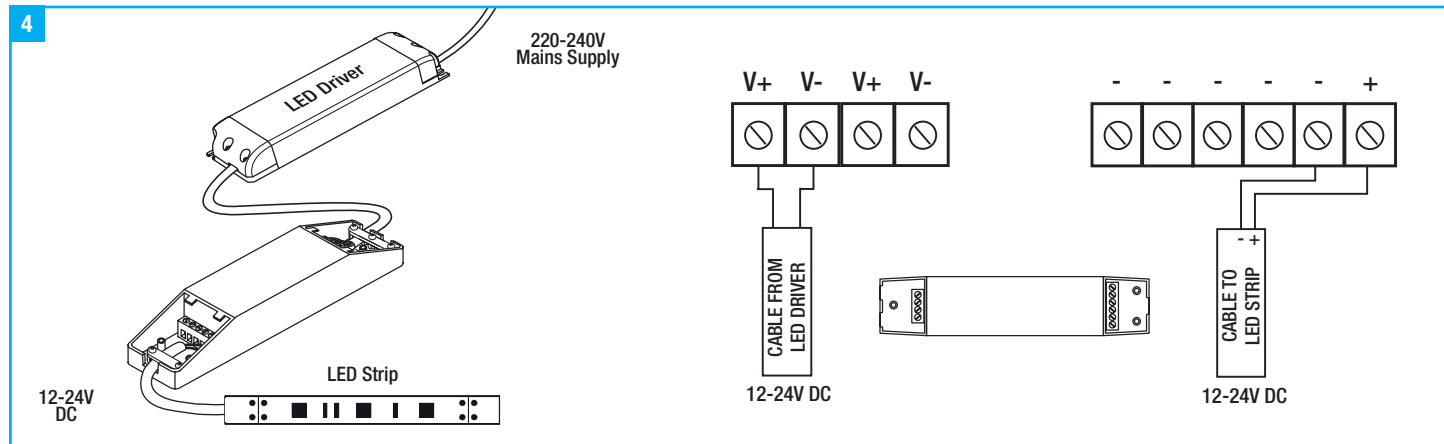 4
220-240V
Mains Supply
LED Driver
12-24V
DC
LED Strip
V+ V- V+ V-
CABLE FROM
LED DRIVER
12-24V DC
- - - - - +
- +
CABLE TO
LED STRIP
12-24V DC